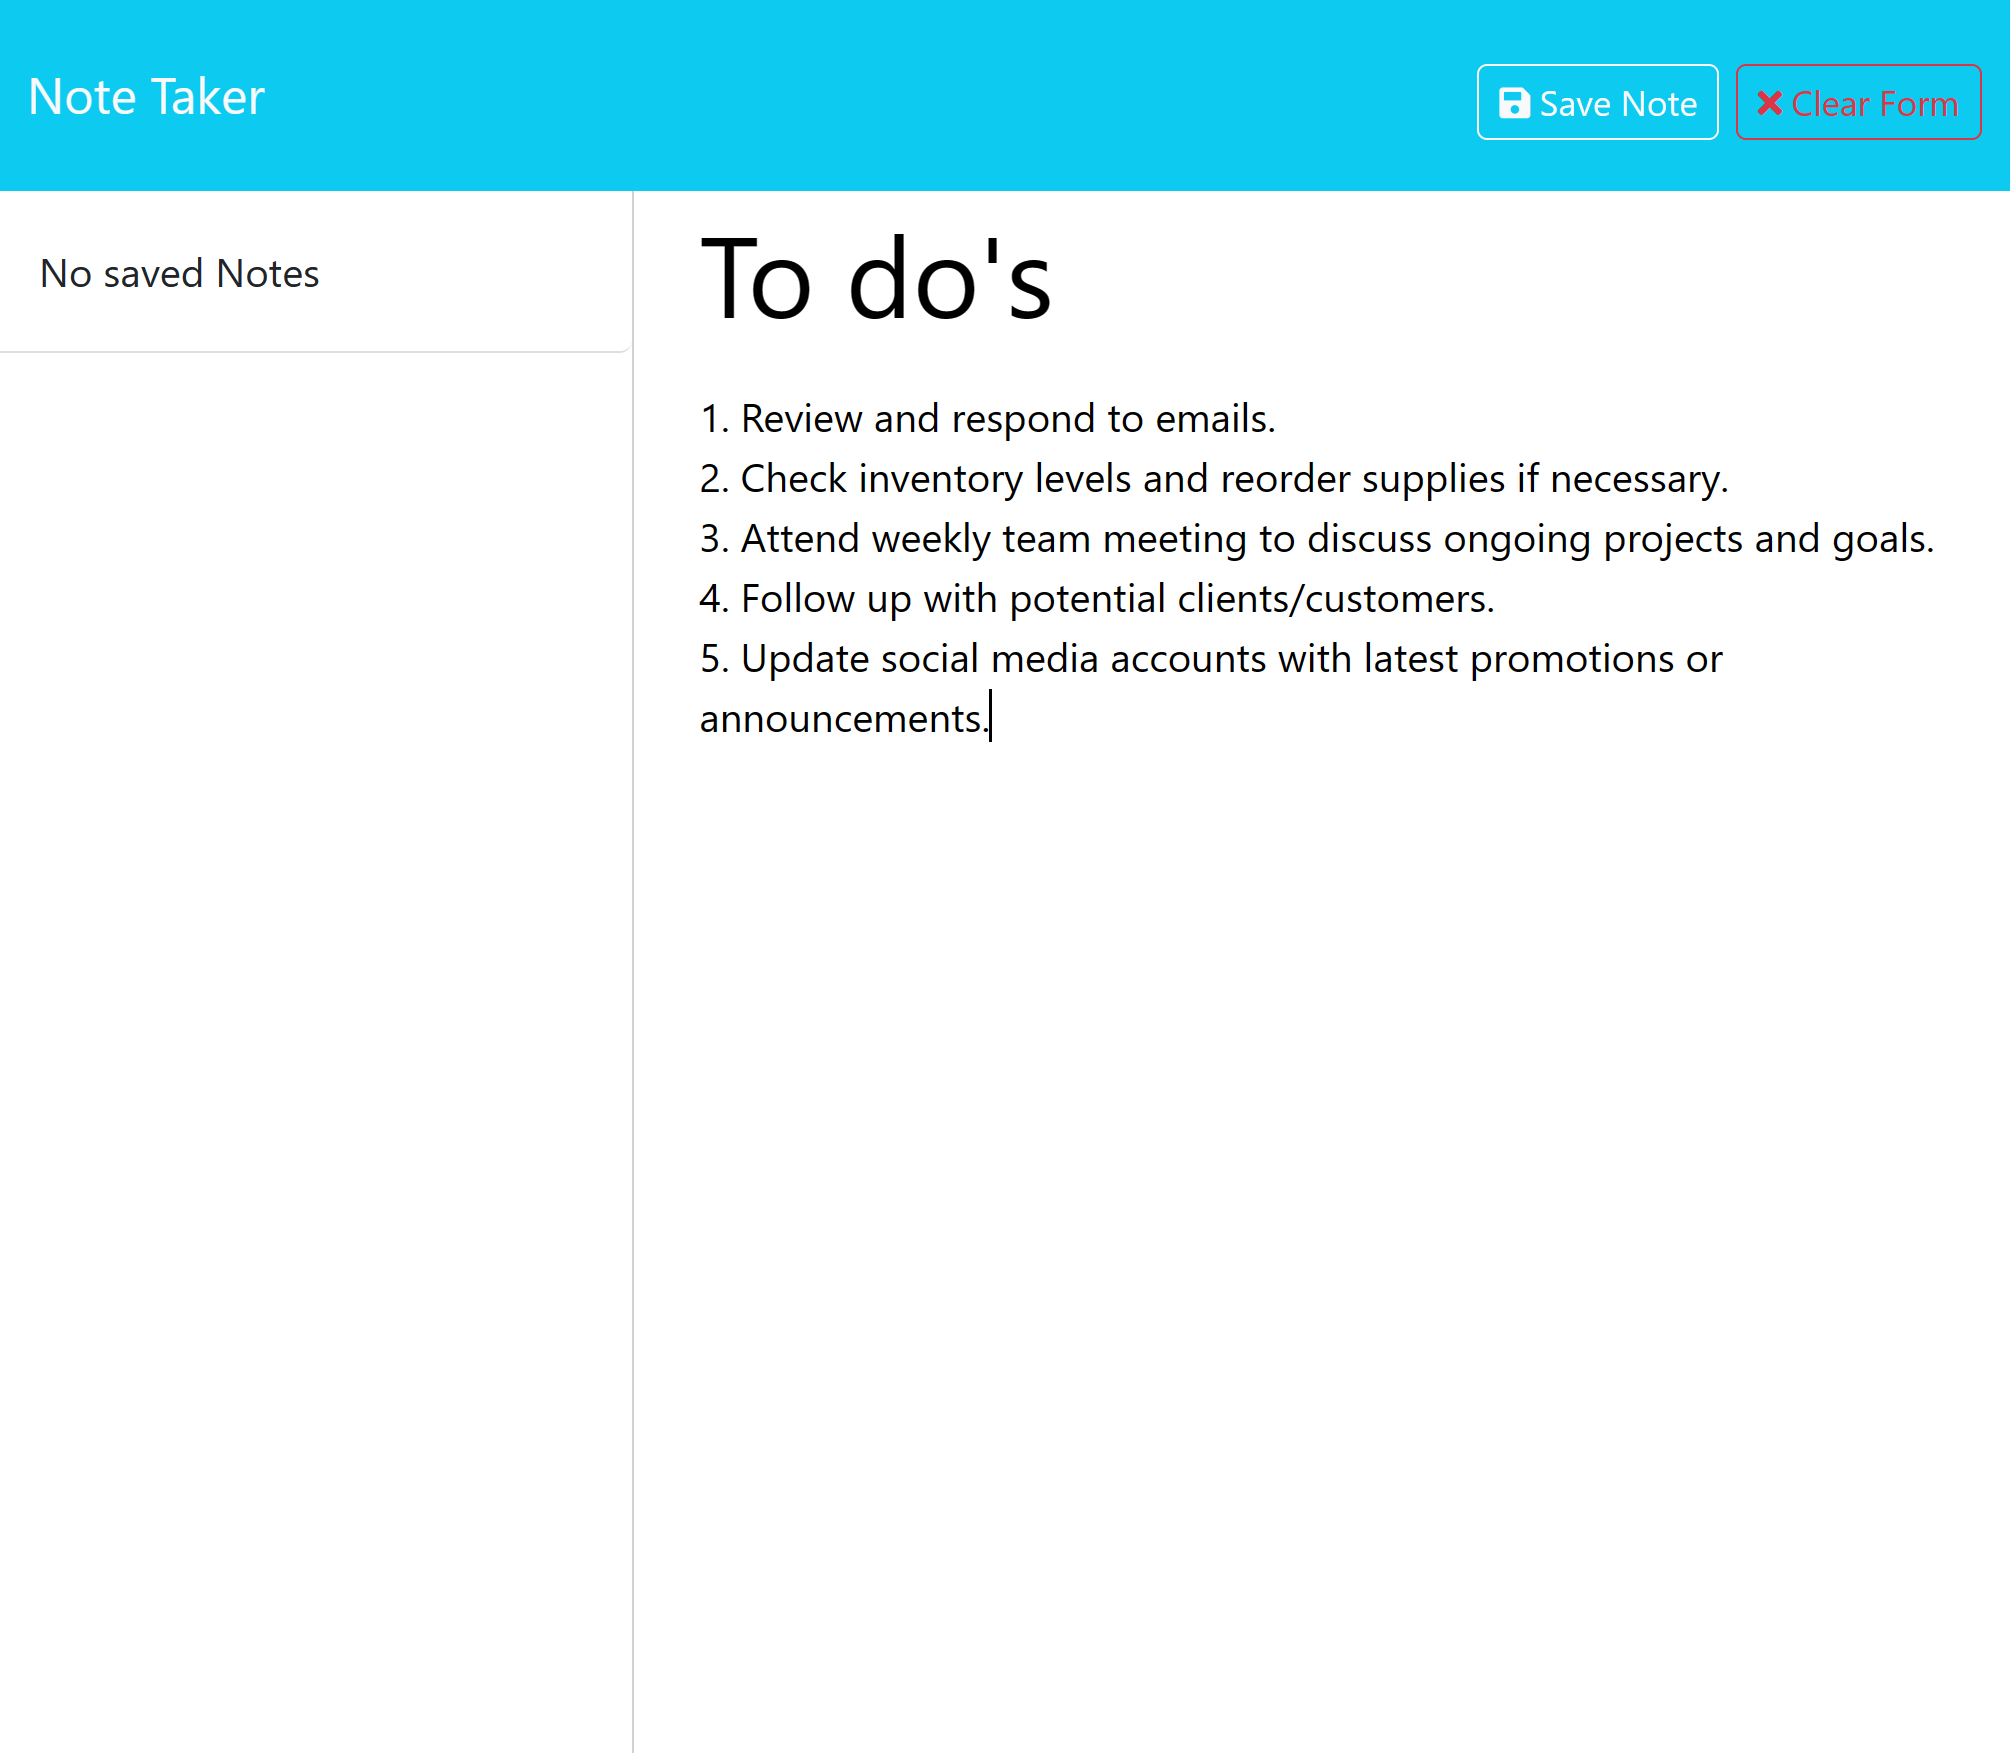 Note Taker
Save Note
Clear Form
No saved Notes
To do's
1. Review and respond to emails.
2. Check inventory levels and reorder supplies if necessary.
3. Attend weekly team meeting to discuss ongoing projects and goals.
4. Follow up with potential clients/customers.
5. Update social media accounts with latest promotions or
announcements.